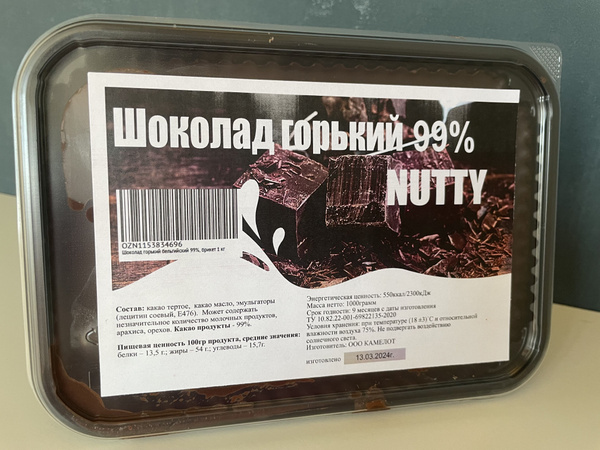 Шоколад горький 99%
NUTTY
OZN1153834696
Шоколад горький бельгийский 99%, брикет 1 кг
Состав: какао тертое, какао масло, эмульгаторы
(лецитин соевый, Е476). Может содержать
незначительное количество молочных продуктов,
арахиса, орехов. Какао продукты - 99%.
Пищевая ценность 100гр продукта, средние значения:
белки – 13,5 г.; жиры – 54 г.; углеводы – 15,7г.
Энергетическая ценность: 550ккал/2300кДж
Масса нетто: 1000грамм
Срок годности: 9 месяцев с даты изготовления
ТУ 10.82.22-001-69822135-2020
Условия хранения: при температуре (18 ±3) С и относительной
влажности воздуха 75%. Не подвергать воздействию
солнечного света.
Изготовитель: ООО КАМЕЛОТ
изготовлено 13.03.2024г.